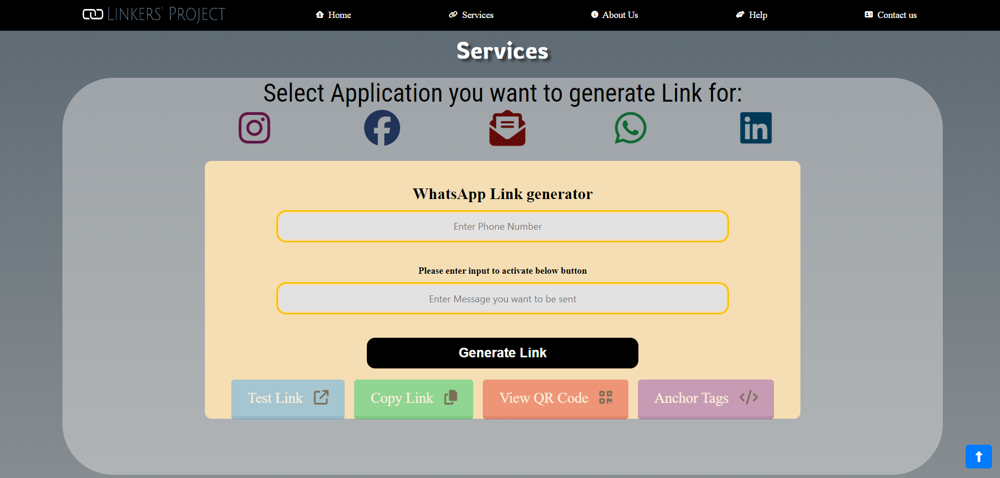 Linkers' Project
Home
Services
About Us
Help
Contact us
Services
Select Application you want to generate Link for:
WhatsApp Link generator
Enter Phone Number
Please enter input to activate below button
Enter Message you want to be sent
Generate Link
Test Link
Copy Link
View QR Code
Anchor Tags